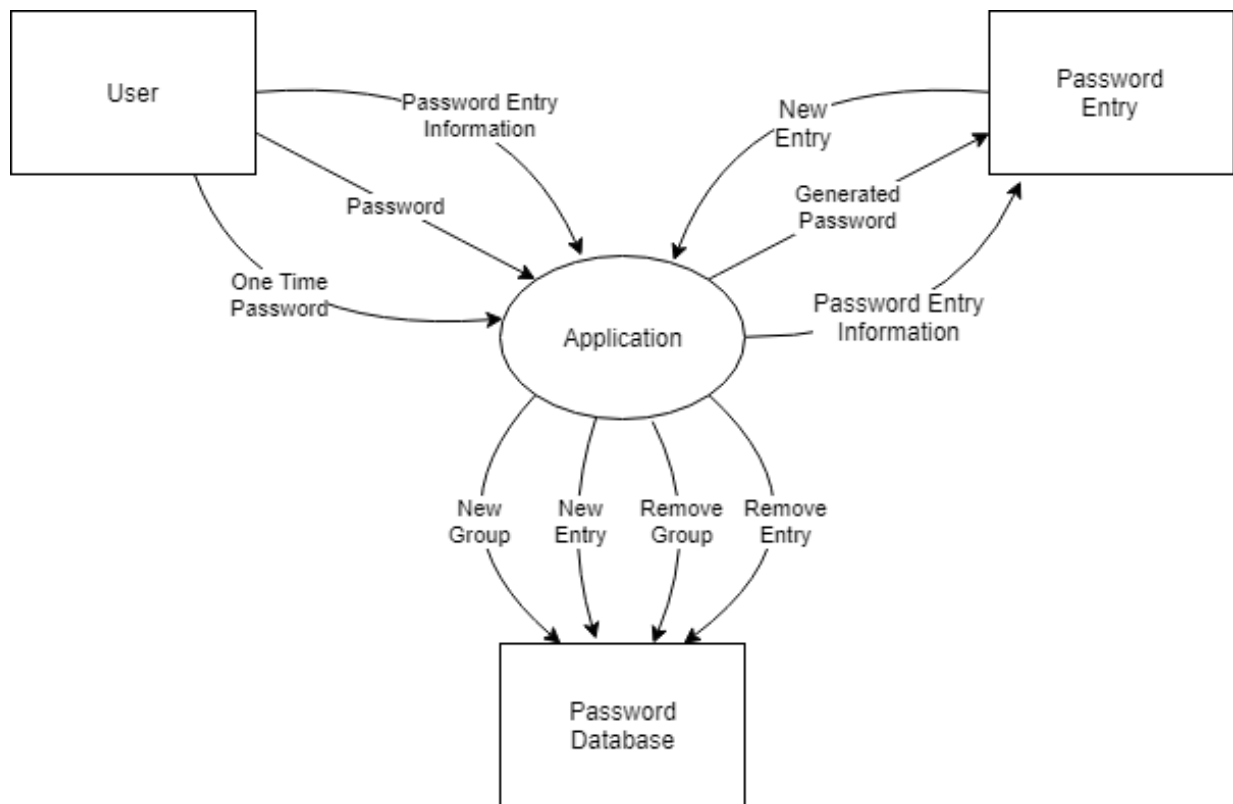 User
Password
Entry
Password Entry
Information
New
Entry
Password
Generated
Password
One Time
Password
Password Entry
Information
Application
New
Group
New
Entry
Remove
Group
Remove
Entry
Password
Database